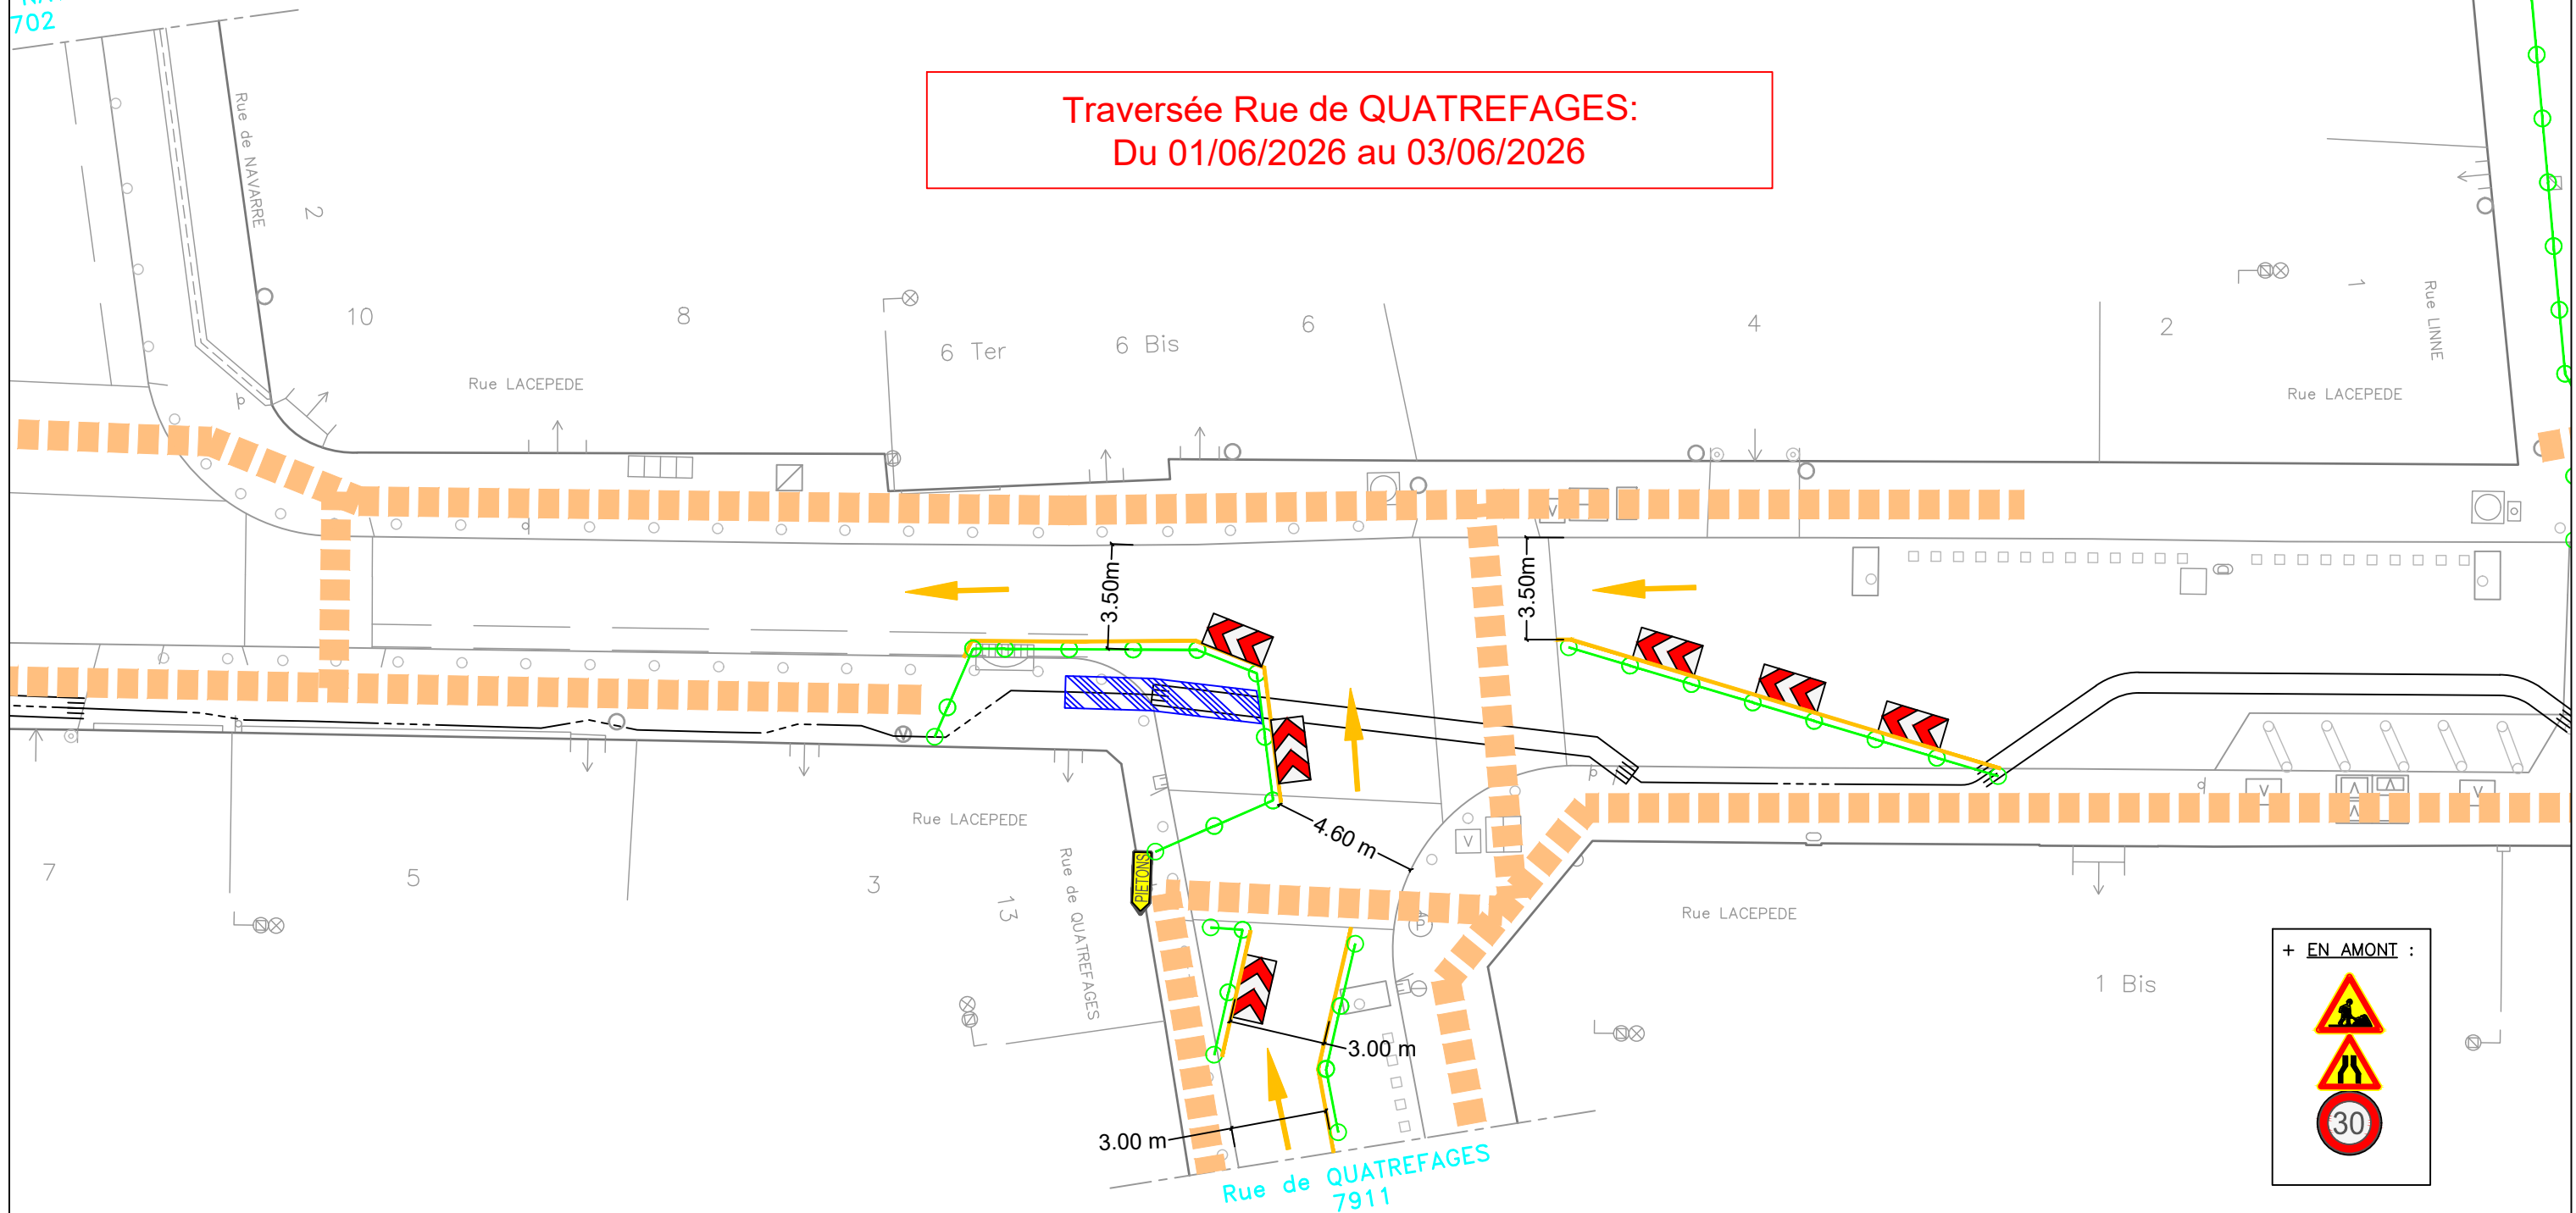 702
Traversée Rue de QUATREFAGES:
Du 01/06/2026 au 03/06/2026
Rue de NAVARRE
2
10
8
6 Ter
6 Bis
6
4
2
1
Rue LINNE
Rue LACEPEDE
Rue LACEPEDE
3.50m
3.50m
V
V
Rue LACEPEDE
4.60 m
V
V
V
7
5
3
13
Rue de QUATREFAGES
PIETONS
P
Rue LACEPEDE
1 Bis
3.00 m
3.00 m
Rue de QUATREFAGES
7911
+ EN AMONT :
30